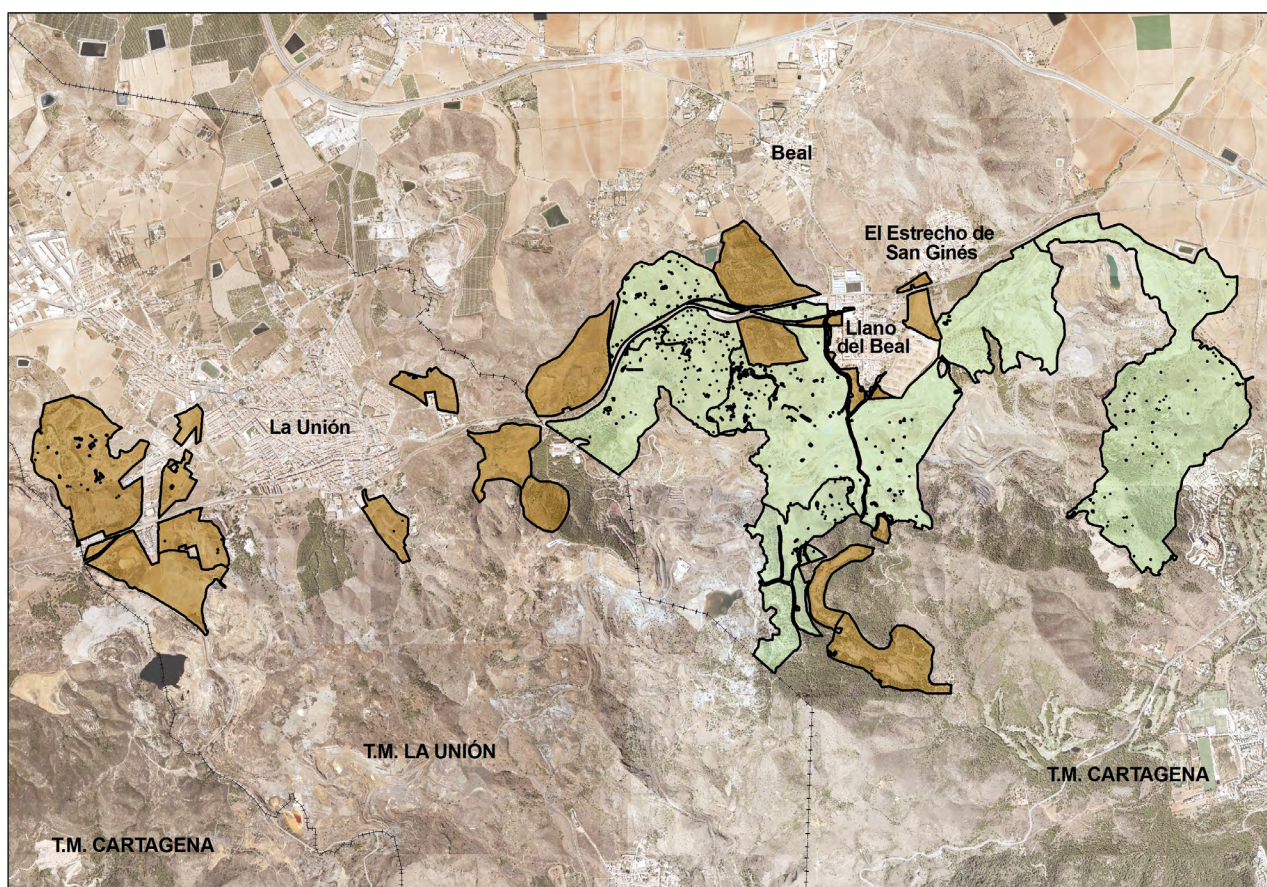 Beal
El Estrecho de
San Ginés
Llano
del Beal
La Unión
T.M. LA UNIÓN
T.M. CARTAGENA
T.M. CARTAGENA